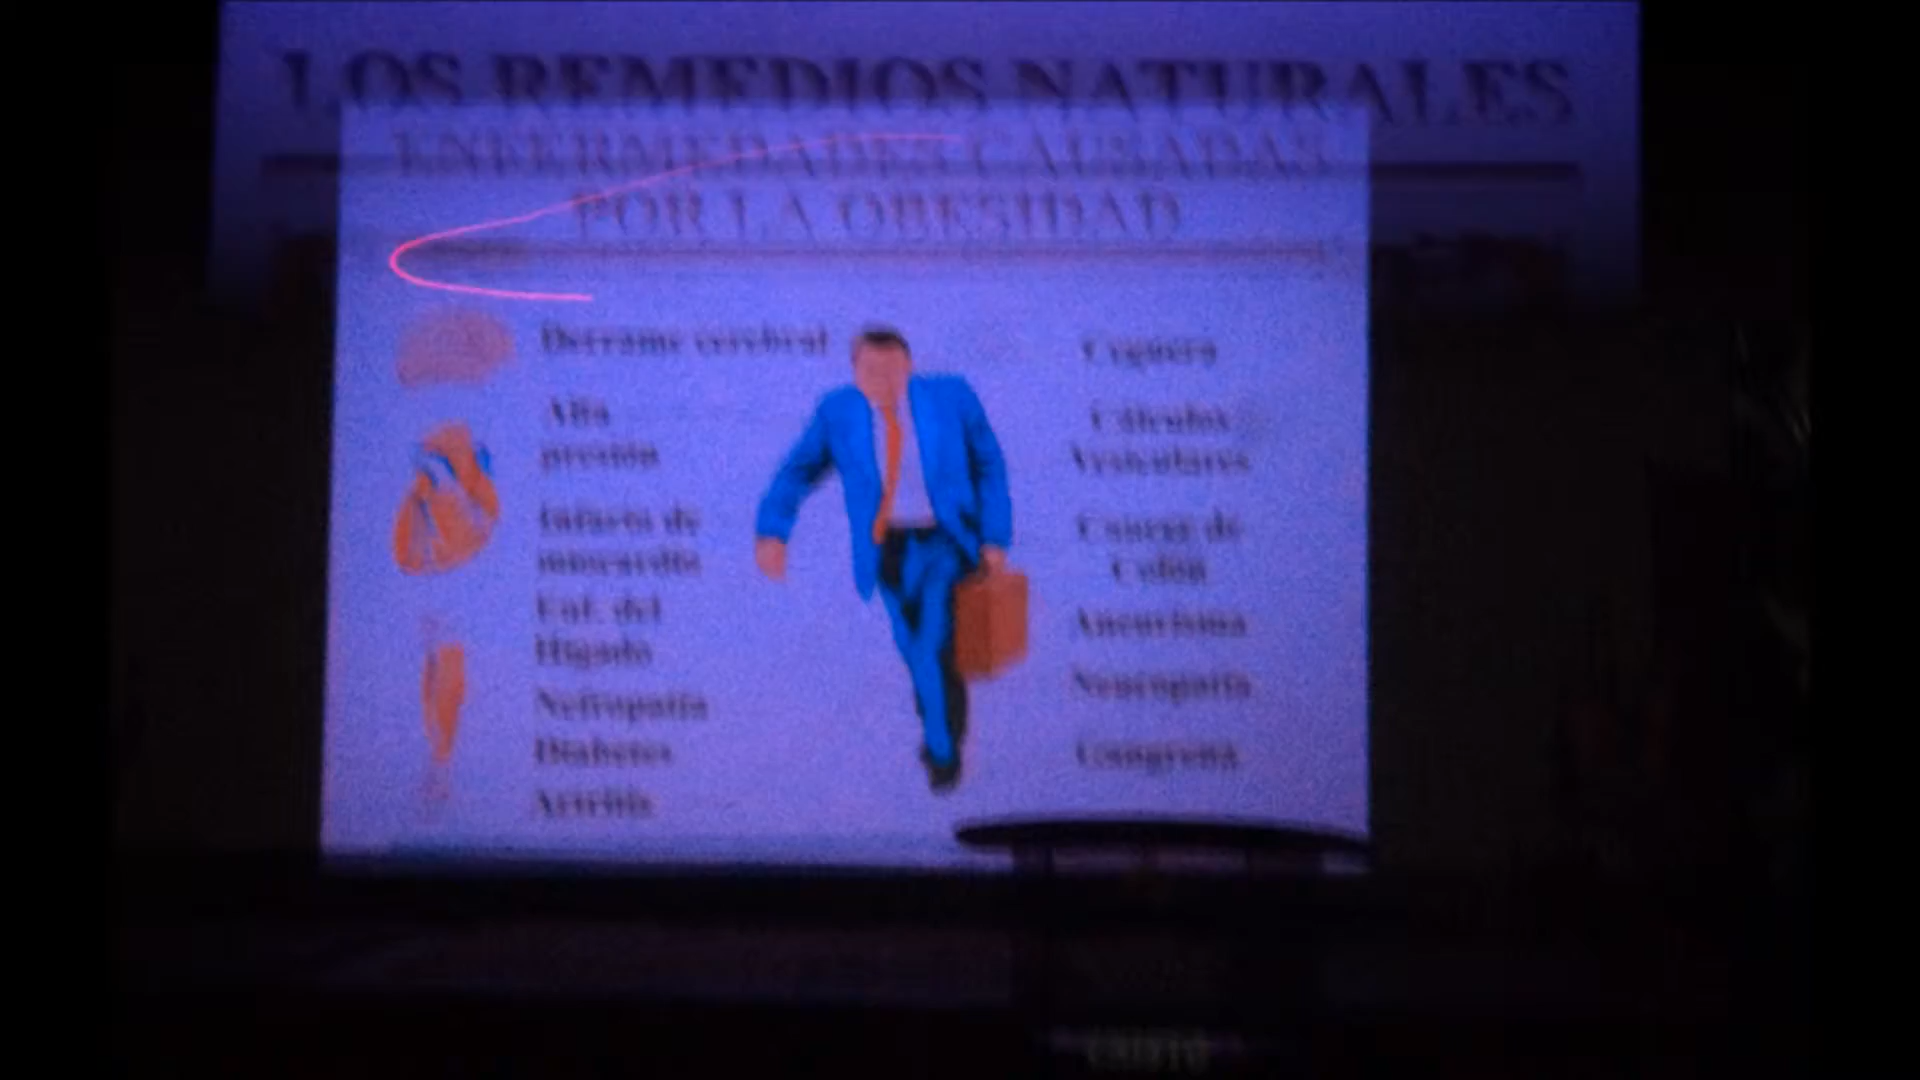 LOS REMEDIOS NATURALES
ENFERMEDADES CAUSADAS
POR LA OBESIDAD
Derrame cerebral
Alta
presión
Infarto de
miocardio
Enf. del
Hígado
Nefropatía
Diabetes
Artritis
Ceguera
Cálculos
Vesiculares
Cáncer de
Colon
Aneurisma
Neuropatía
Gangrena